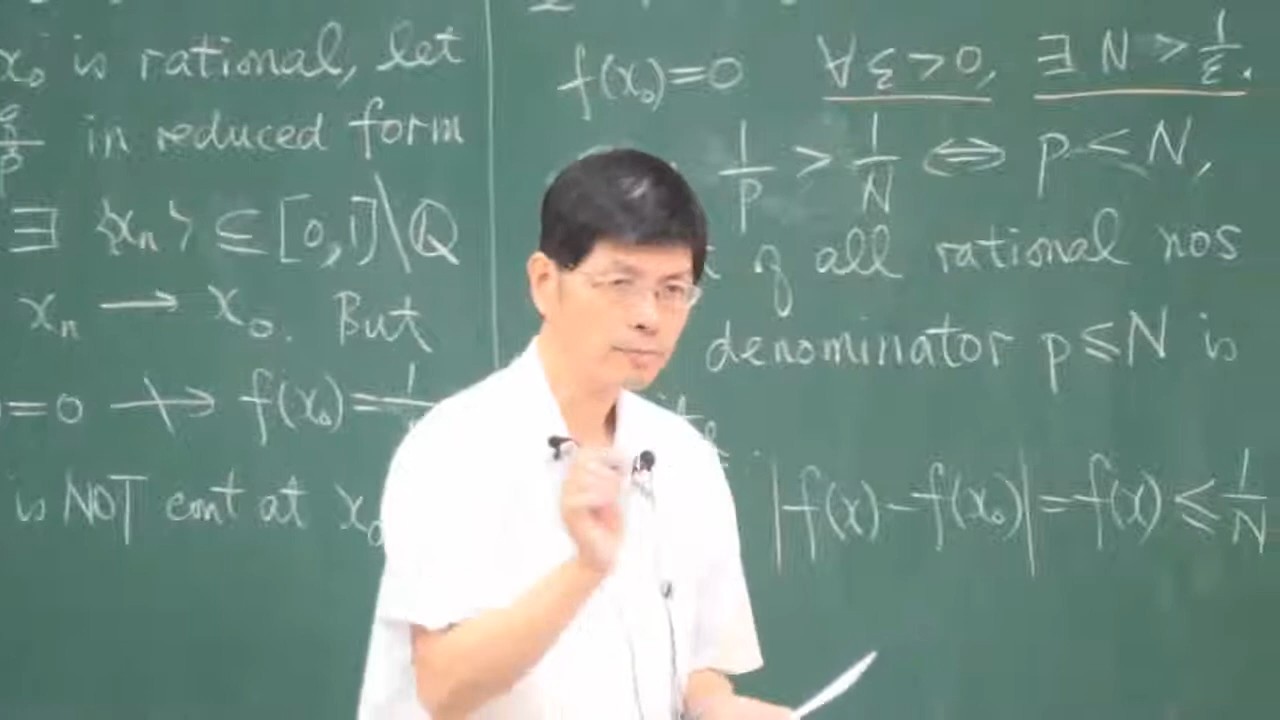 x₀ is rational, let
q/p in reduced form
∃ {xₙ} ⊆ [0,1]\ℚ
xₙ → x₀. But
=0 ↛ f(x₀)=1/
is NOT cont at x₀
f(x₀)=0 ∀ε>0, ∃ N > 1/ε.
1/p > 1/N ⇔ p < N,
of all rational nos
denominator p≤N is
|f(x)-f(x₀)|=f(x)≤1/N